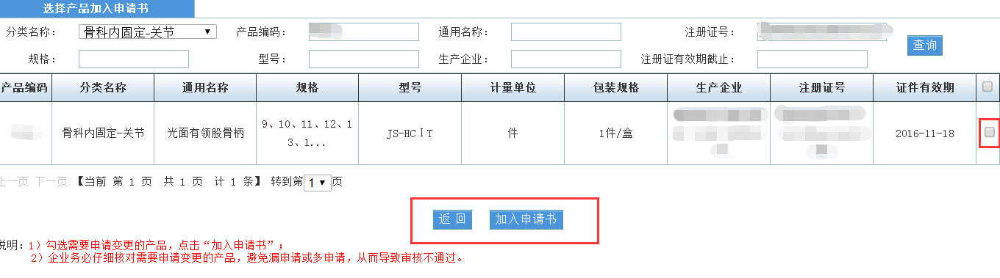 选择产品加入申请书
分类名称： 骨科内固定-关节 产品编码： 通用名称： 注册证号： 查询
规格： 型号： 生产企业： 注册证有效期截止：
产品编码 分类名称 通用名称 规格 型号 计量单位 包装规格 生产企业 注册证号 证件有效期
骨科内固定-关节 光面有领股骨柄 9、10、11、12、1 JS-HCⅠT 件 1件/盒 2016-11-18
3、1...
上一页 下一页 【当前 第 1 页 共 1 页 计 1 条】 转到第 1 页
返 回 加入申请书
说明：1）勾选需要申请变更的产品，点击“加入申请书”；
2）企业务必仔细核对需要申请变更的产品，避免漏申请或多申请，从而导致审核不通过。